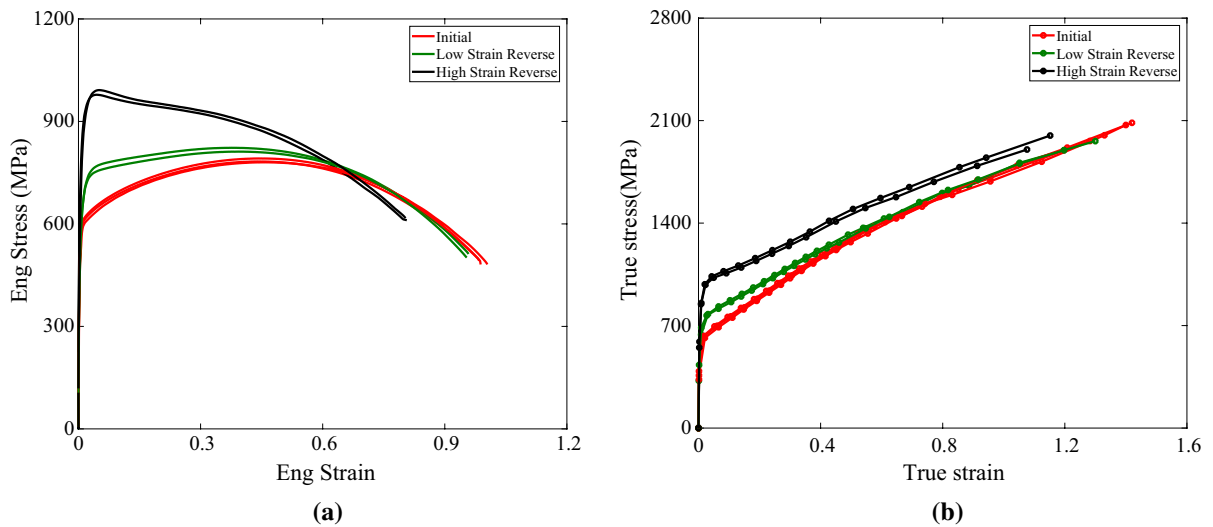 1200
900
600
300
0
Eng Stress (MPa)
Initial
Low Strain Reverse
High Strain Reverse
0 0.3 0.6 0.9 1.2
Eng Strain
(a)
2800
2100
1400
700
0
True stress(MPa)
Initial
Low Strain Reverse
High Strain Reverse
0 0.4 0.8 1.2 1.6
True strain
(b)